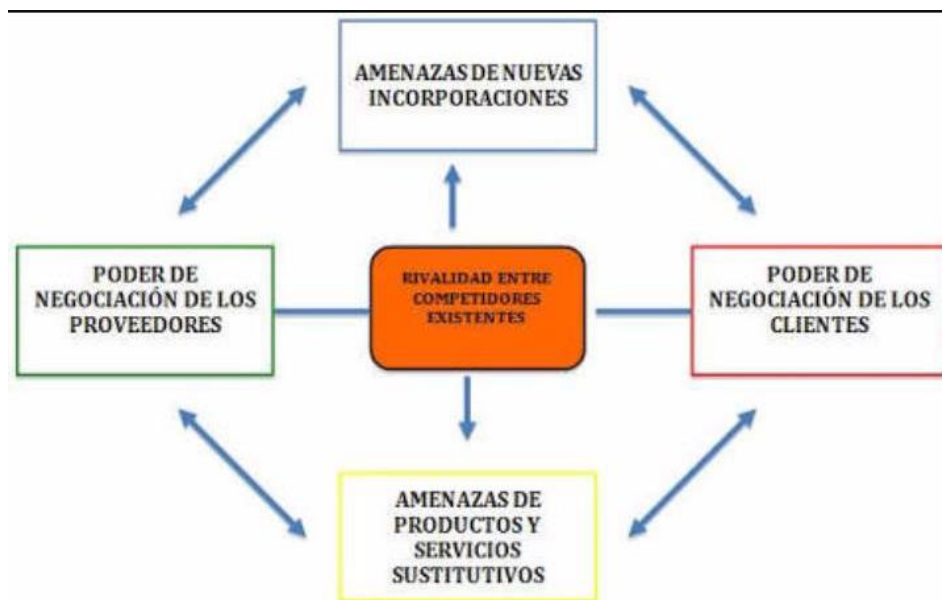 AMENAZAS DE NUEVAS
INCORPORACIONES
PODER DE
NEGOCIACIÓN DE LOS
PROVEEDORES
RIVALIDAD ENTRE
COMPETIDORES
EXISTENTES
PODER DE
NEGOCIACIÓN DE LOS
CLIENTES
AMENAZAS DE
PRODUCTOS Y
SERVICIOS
SUSTITUTIVOS